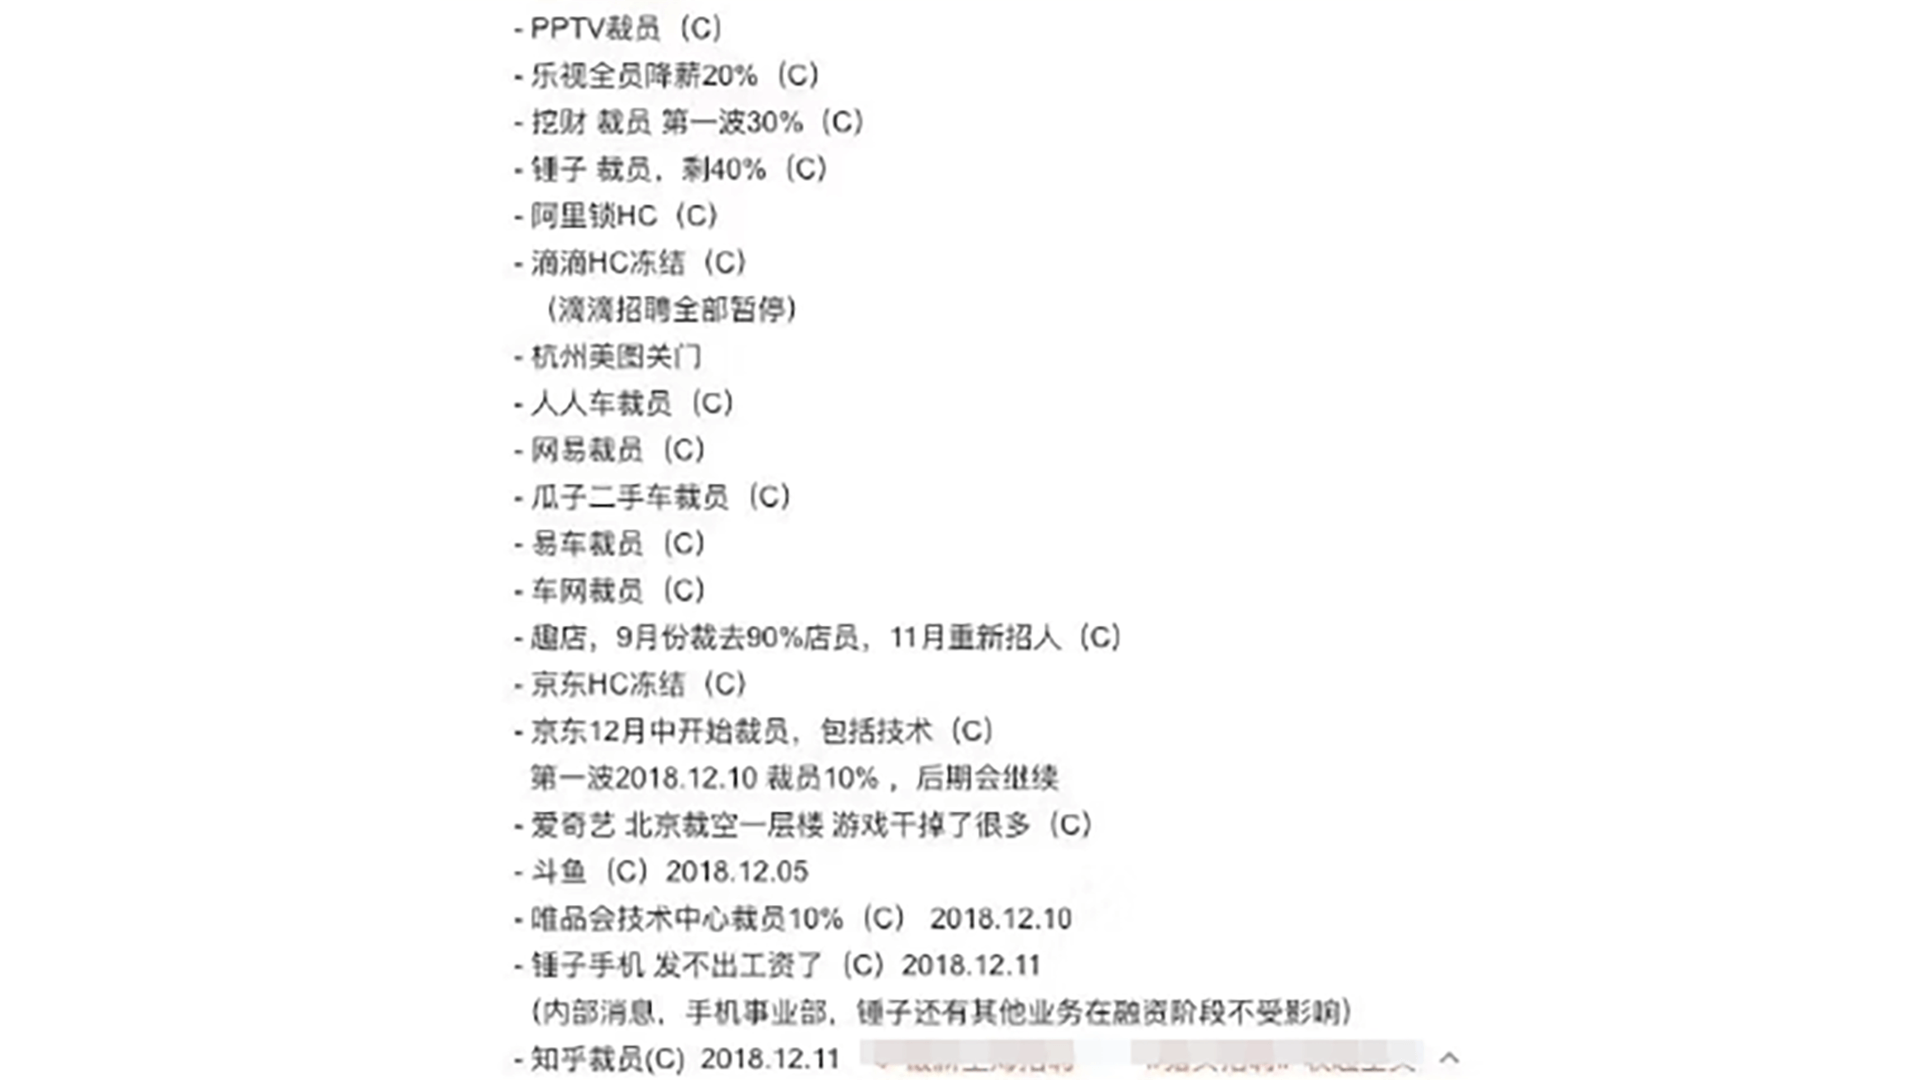 - PPTV裁员（C）
- 乐视全员降薪20%（C）
- 挖财 裁员 第一波30%（C）
- 锤子 裁员，剩40%（C）
- 阿里锁HC（C）
- 滴滴HC冻结（C）
（滴滴招聘全部暂停）
- 杭州美图关门
- 人人车裁员（C）
- 网易裁员（C）
- 瓜子二手车裁员（C）
- 易车裁员（C）
- 车网裁员（C）
- 趣店，9月份裁去90%店员，11月重新招人（C）
- 京东HC冻结（C）
- 京东12月中开始裁员，包括技术（C）
第一波2018.12.10 裁员10% ，后期会继续
- 爱奇艺 北京裁空一层楼 游戏干掉了很多（C）
- 斗鱼（C）2018.12.05
- 唯品会技术中心裁员10%（C） 2018.12.10
- 锤子手机 发不出工资了（C）2018.12.11
（内部消息，手机事业部，锤子还有其他业务在融资阶段不受影响）
- 知乎裁员(C) 2018.12.11